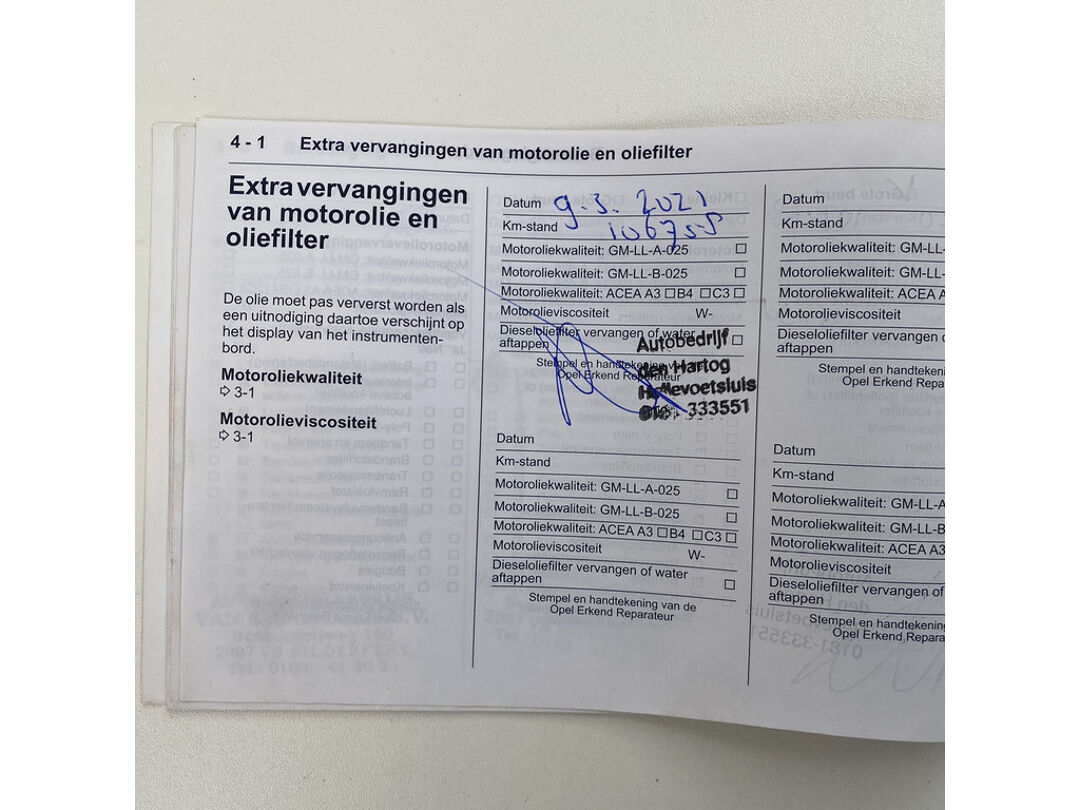 4 - 1 Extra vervangingen van motorolie en oliefilter
Extra vervangingen
van motorolie en
oliefilter
De olie moet pas ververst worden als
een uitnodiging daartoe verschijnt op
het display van het instrumenten-
bord.
Motoroliekwaliteit
⇨ 3-1
Motorolieviscositeit
⇨ 3-1
Datum 9.3. 2021
Km-stand
Motoroliekwaliteit: GM-LL-A-025
Motoroliekwaliteit: GM-LL-B-025
Motoroliekwaliteit: ACEA A3 □B4 □C3 □
Motorolieviscositeit W-
Dieseloliefilter vervangen of water
aftappen
Stempel en handtekening van de
Opel Erkend Reparateur
Autobedrijf
den Hartog
Hellevoetsluis
0181-333551
Datum
Km-stand
Motoroliekwaliteit: GM-LL-A-025
Motoroliekwaliteit: GM-LL-B-025
Motoroliekwaliteit: ACEA A3 □B4 □C3 □
Motorolieviscositeit W-
Dieseloliefilter vervangen of water
aftappen
Stempel en handtekening van de
Opel Erkend Reparateur
Datum
Km-stand
Motoroliekwaliteit: GM-LL-
Motoroliekwaliteit: GM-LL-
Motoroliekwaliteit: ACEA A
Motorolieviscositeit
Dieseloliefilter vervangen o
aftappen
Stempel en handtekeni
Opel Erkend Repara
Datum
Km-stand
Motoroliekwaliteit: GM-LL-A
Motoroliekwaliteit: GM-LL-B
Motoroliekwaliteit: ACEA A3
Motorolieviscositeit
Dieseloliefilter vervangen of
aftappen
Stempel en handtekening
Opel Erkend Repara